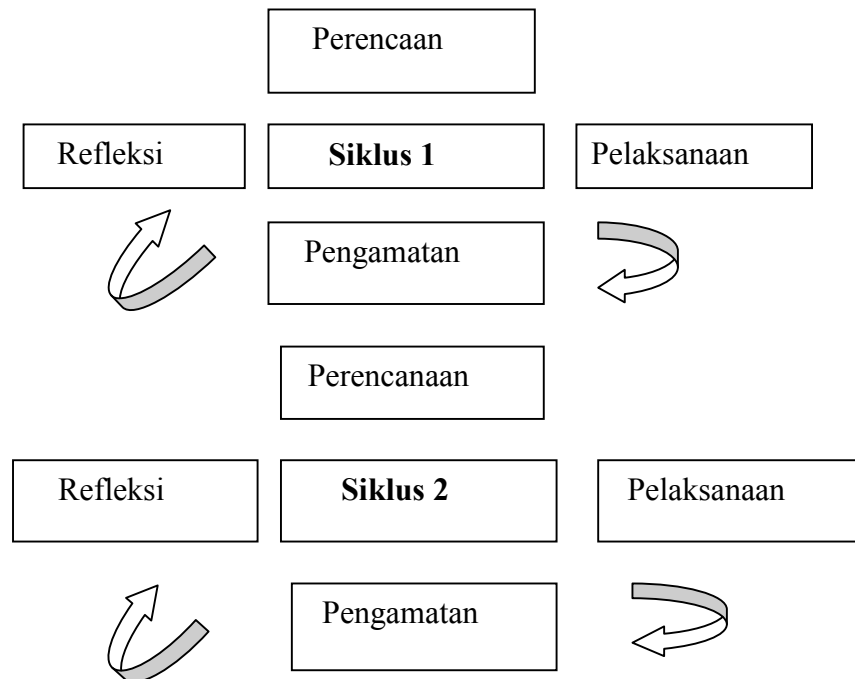 Perencaan
Refleksi
Siklus 1
Pelaksanaan
Pengamatan
Perencanaan
Refleksi
Siklus 2
Pelaksanaan
Pengamatan